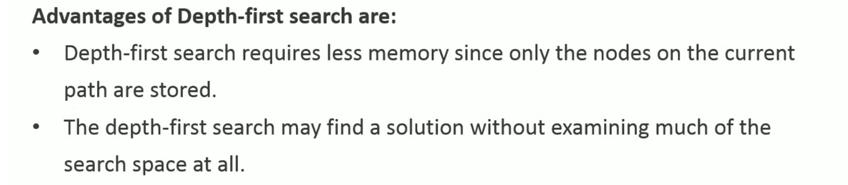 Advantages of Depth-first search are:
• Depth-first search requires less memory since only the nodes on the current
path are stored.
• The depth-first search may find a solution without examining much of the
search space at all.